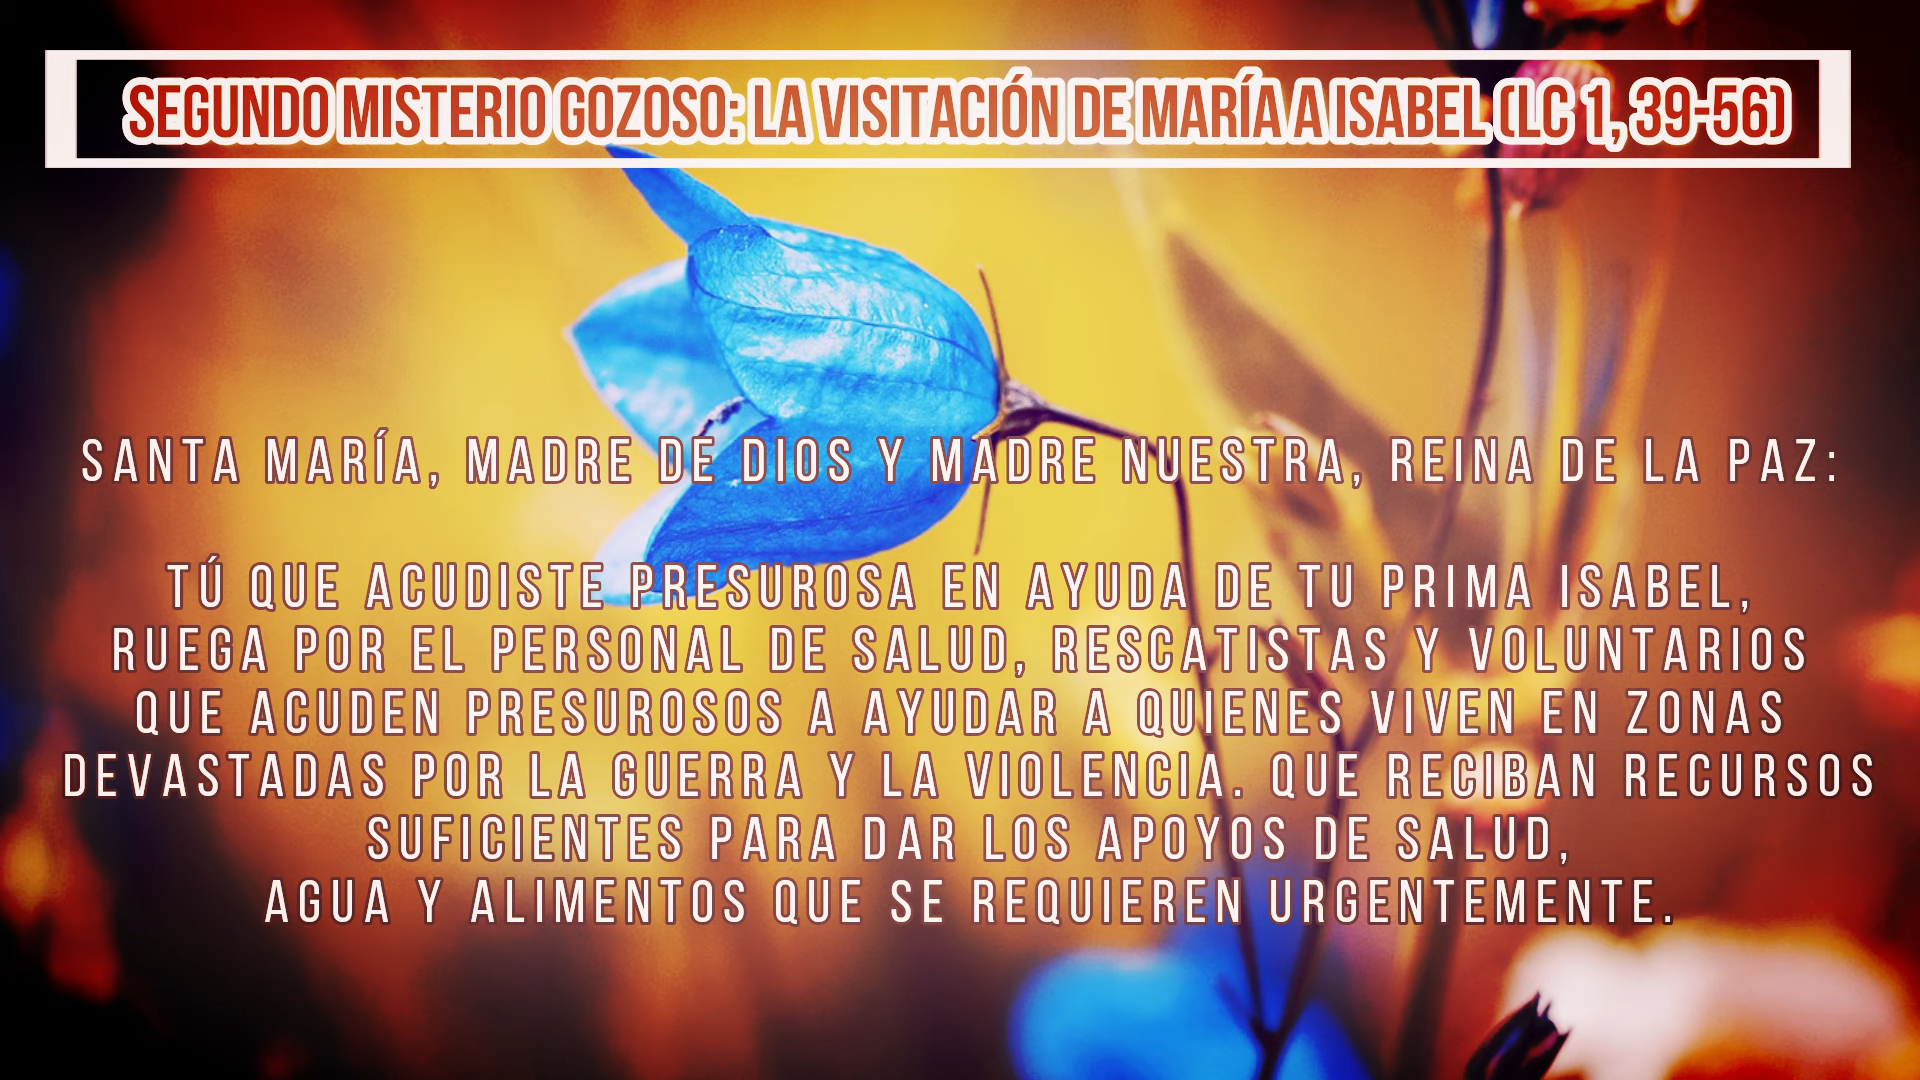 SEGUNDO MISTERIO GOZOSO: LA VISITACIÓN DE MARÍA A ISABEL (LC 1, 39-56)
SANTA MARÍA, MADRE DE DIOS Y MADRE NUESTRA, REINA DE LA PAZ:
TÚ QUE ACUDISTE PRESUROSA EN AYUDA DE TU PRIMA ISABEL,
RUEGA POR EL PERSONAL DE SALUD, RESCATISTAS Y VOLUNTARIOS
QUE ACUDEN PRESUROSOS A AYUDAR A QUIENES VIVEN EN ZONAS
DEVASTADAS POR LA GUERRA Y LA VIOLENCIA. QUE RECIBAN RECURSOS
SUFICIENTES PARA DAR LOS APOYOS DE SALUD,
AGUA Y ALIMENTOS QUE SE REQUIEREN URGENTEMENTE.